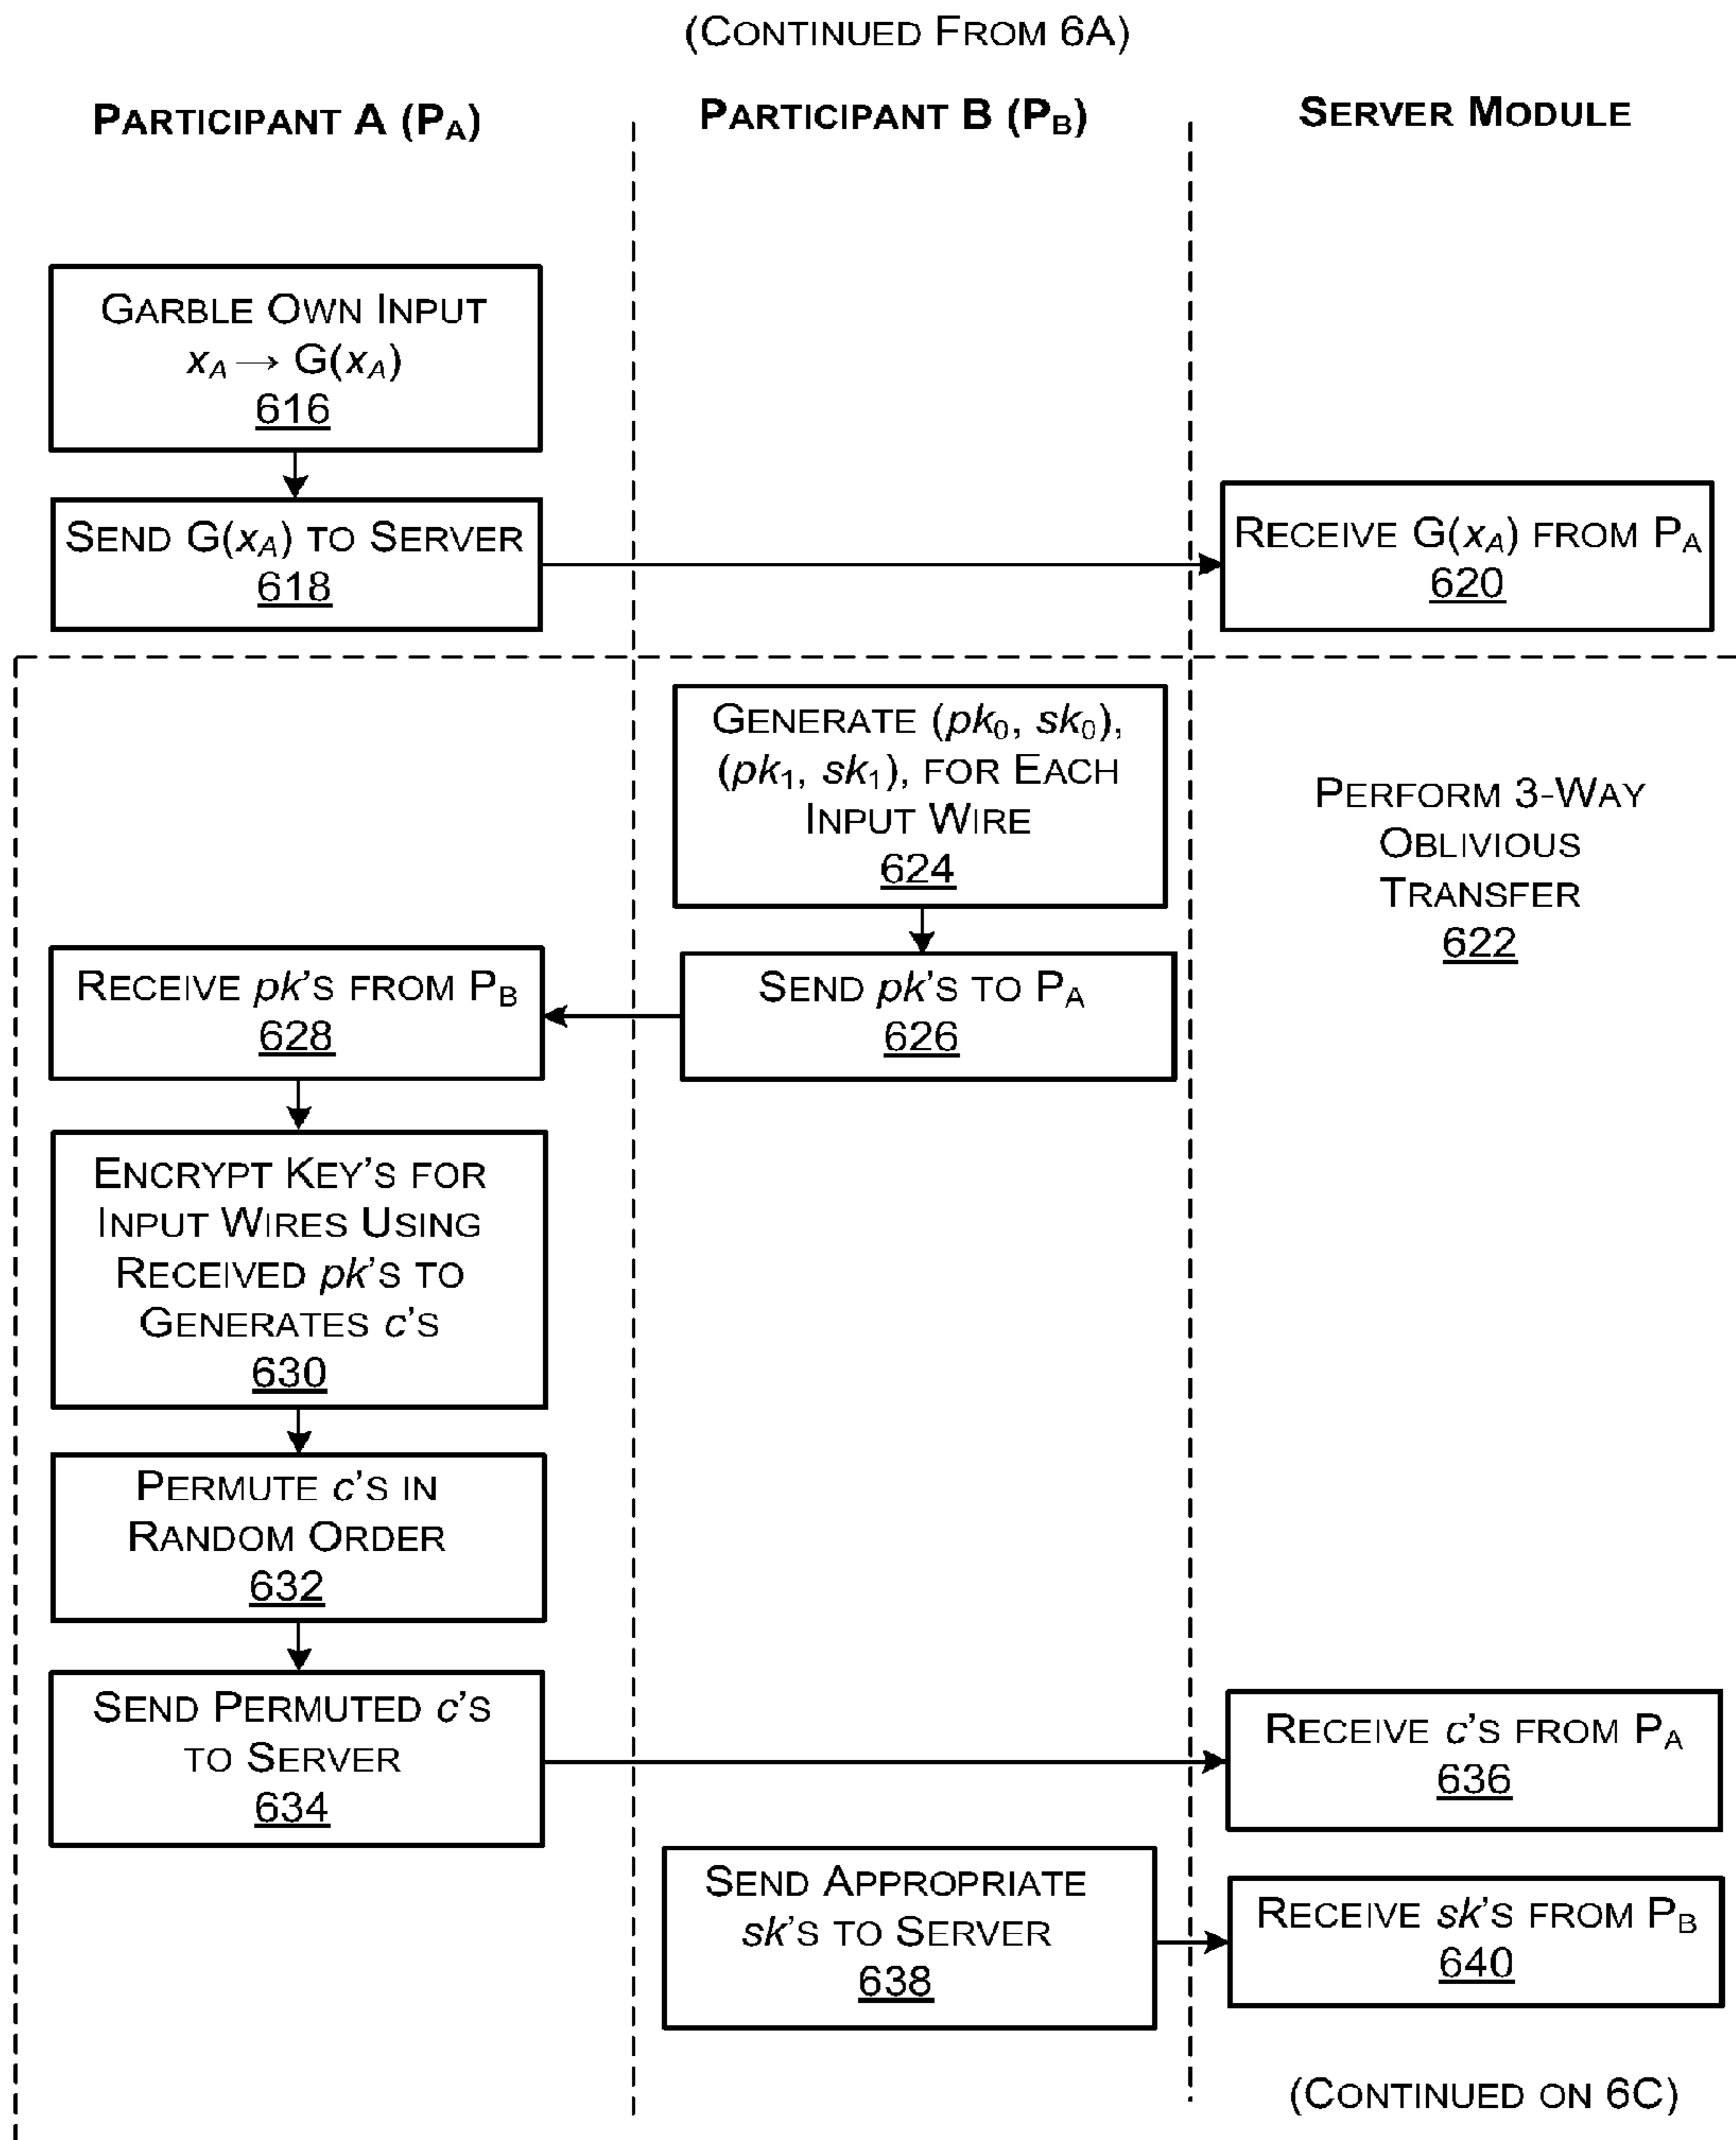 (CONTINUED FROM 6A)
PARTICIPANT A (PA)
PARTICIPANT B (PB)
SERVER MODULE
GARBLE OWN INPUT
xA → G(xA)
616
SEND G(xA) TO SERVER
618
RECEIVE G(xA) FROM PA
620
GENERATE (pk0, sk0),
(pk1, sk1), FOR EACH
INPUT WIRE
624
PERFORM 3-WAY
OBLIVIOUS
TRANSFER
622
SEND pk'S TO PA
626
RECEIVE pk'S FROM PB
628
ENCRYPT KEY'S FOR
INPUT WIRES USING
RECEIVED pk'S TO
GENERATES c'S
630
PERMUTE c'S IN
RANDOM ORDER
632
SEND PERMUTED c'S
TO SERVER
634
RECEIVE c'S FROM PA
636
SEND APPROPRIATE
sk'S TO SERVER
638
RECEIVE sk'S FROM PB
640
(CONTINUED ON 6C)